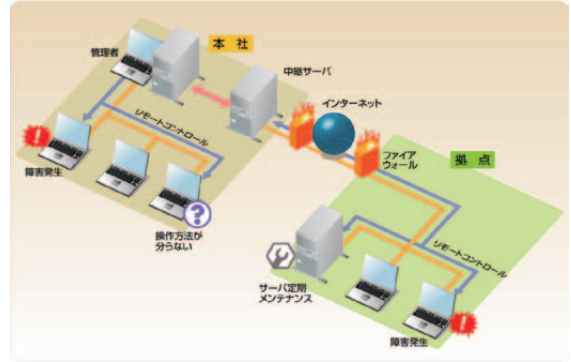 管理者
本 社
中継サーバ
インターネット
リモートコントロール
ファイア
ウォール
拠 点
!
障害発生
?
操作方法が
分らない
リモートコントロール
サーバ定期
メンテナンス
!
障害発生